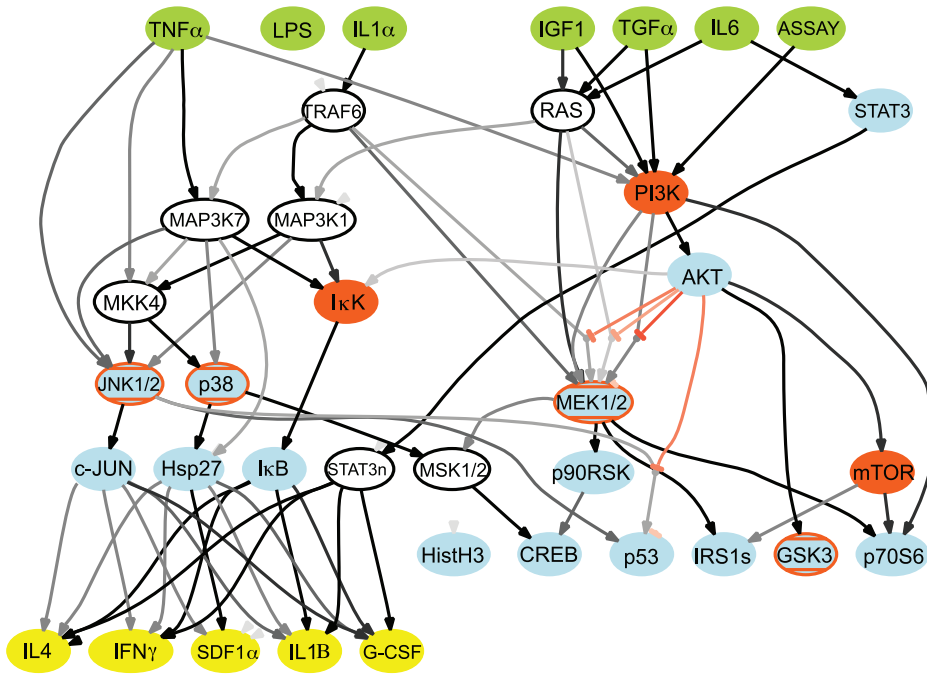 TNFα
LPS
IL1α
IGF1
TGFα
IL6
ASSAY
TRAF6
RAS
STAT3
PI3K
MAP3K7
MAP3K1
AKT
MKK4
IκK
JNK1/2
p38
MEK1/2
c-JUN
Hsp27
IκB
STAT3n
MSK1/2
p90RSK
mTOR
HistH3
CREB
p53
IRS1s
GSK3
p70S6
IL4
IFNγ
SDF1α
IL1B
G-CSF